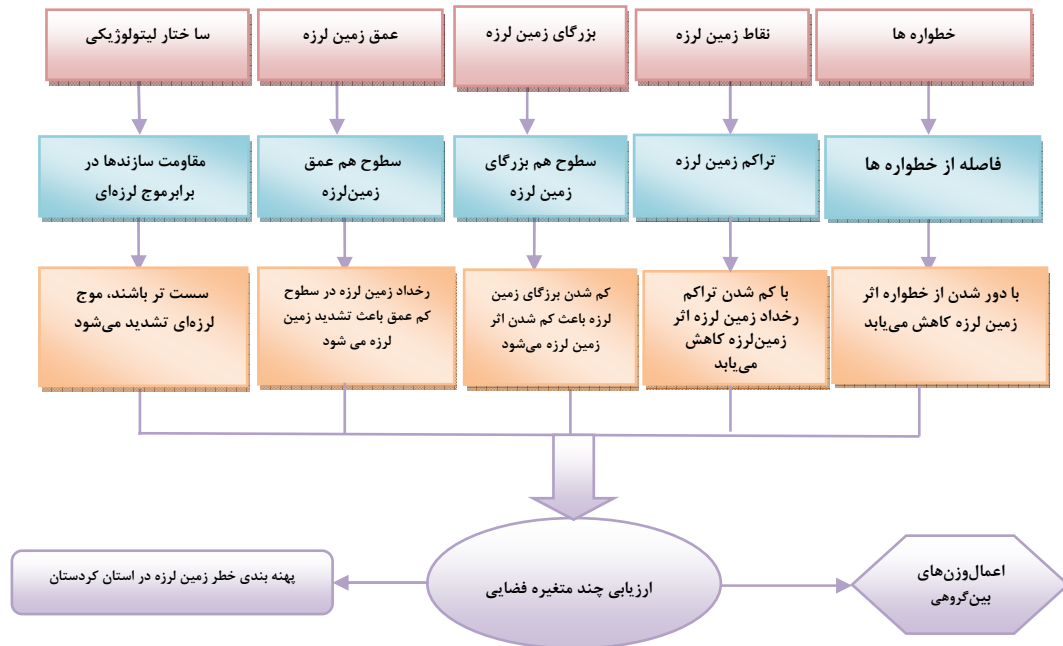 خطواره ها
نقاط زمین لرزه
بزرگای زمین لرزه
عمق زمین لرزه
سا ختار لیتولوژیکی
فاصله از خطواره ها
تراکم زمین لرزه
سطوح هم بزرگای
زمین لرزه
سطوح هم عمق
زمین‌لرزه
مقاومت سازندها در
برابرموج لرزه‌ای
با دور شدن از خطواره اثر
زمین لرزه کاهش می‌یابد
با کم شدن تراکم
رخداد زمین لرزه اثر
زمین‌لرزه کاهش
می‌یابد
کم شدن برزگای زمین
لرزه باعث کم شدن اثر
زمین لرزه می‌شود
رخداد زمین لرزه در سطوح
کم عمق باعث تشدید زمین
لرزه می شود
سست تر باشند، موج
لرزه‌ای تشدید می‌شود
اعمال‌وزن‌های
بین‌گروهی
ارزیابی چند متغیره فضایی
پهنه بندی خطر زمین لرزه در استان کردستان